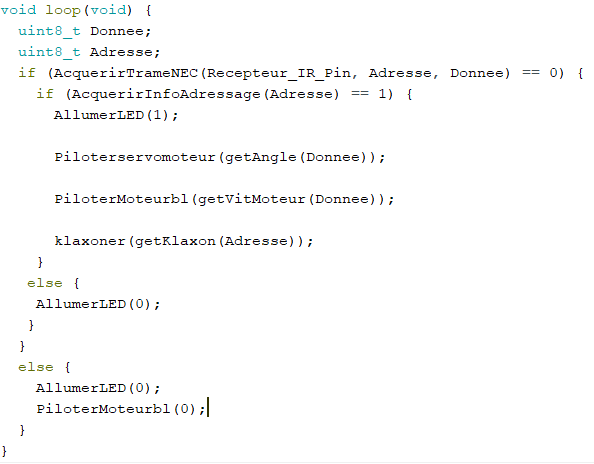 void loop(void) {
  uint8_t Donnee;
  uint8_t Adresse;
  if (AcquerirTrameNEC(Recepteur_IR_Pin, Adresse, Donnee) == 0) {
    if (AcquerirInfoAdressage(Adresse) == 1) {
      AllumerLED(1);
      Piloterservomoteur(getAngle(Donnee));
      PiloterMoteurbl(getVitMoteur(Donnee));
      klaxoner(getKlaxon(Adresse));
    }
   else {
    AllumerLED(0);
   }
  }
  else {
    AllumerLED(0);
    PiloterMoteurbl(0);
  }
}